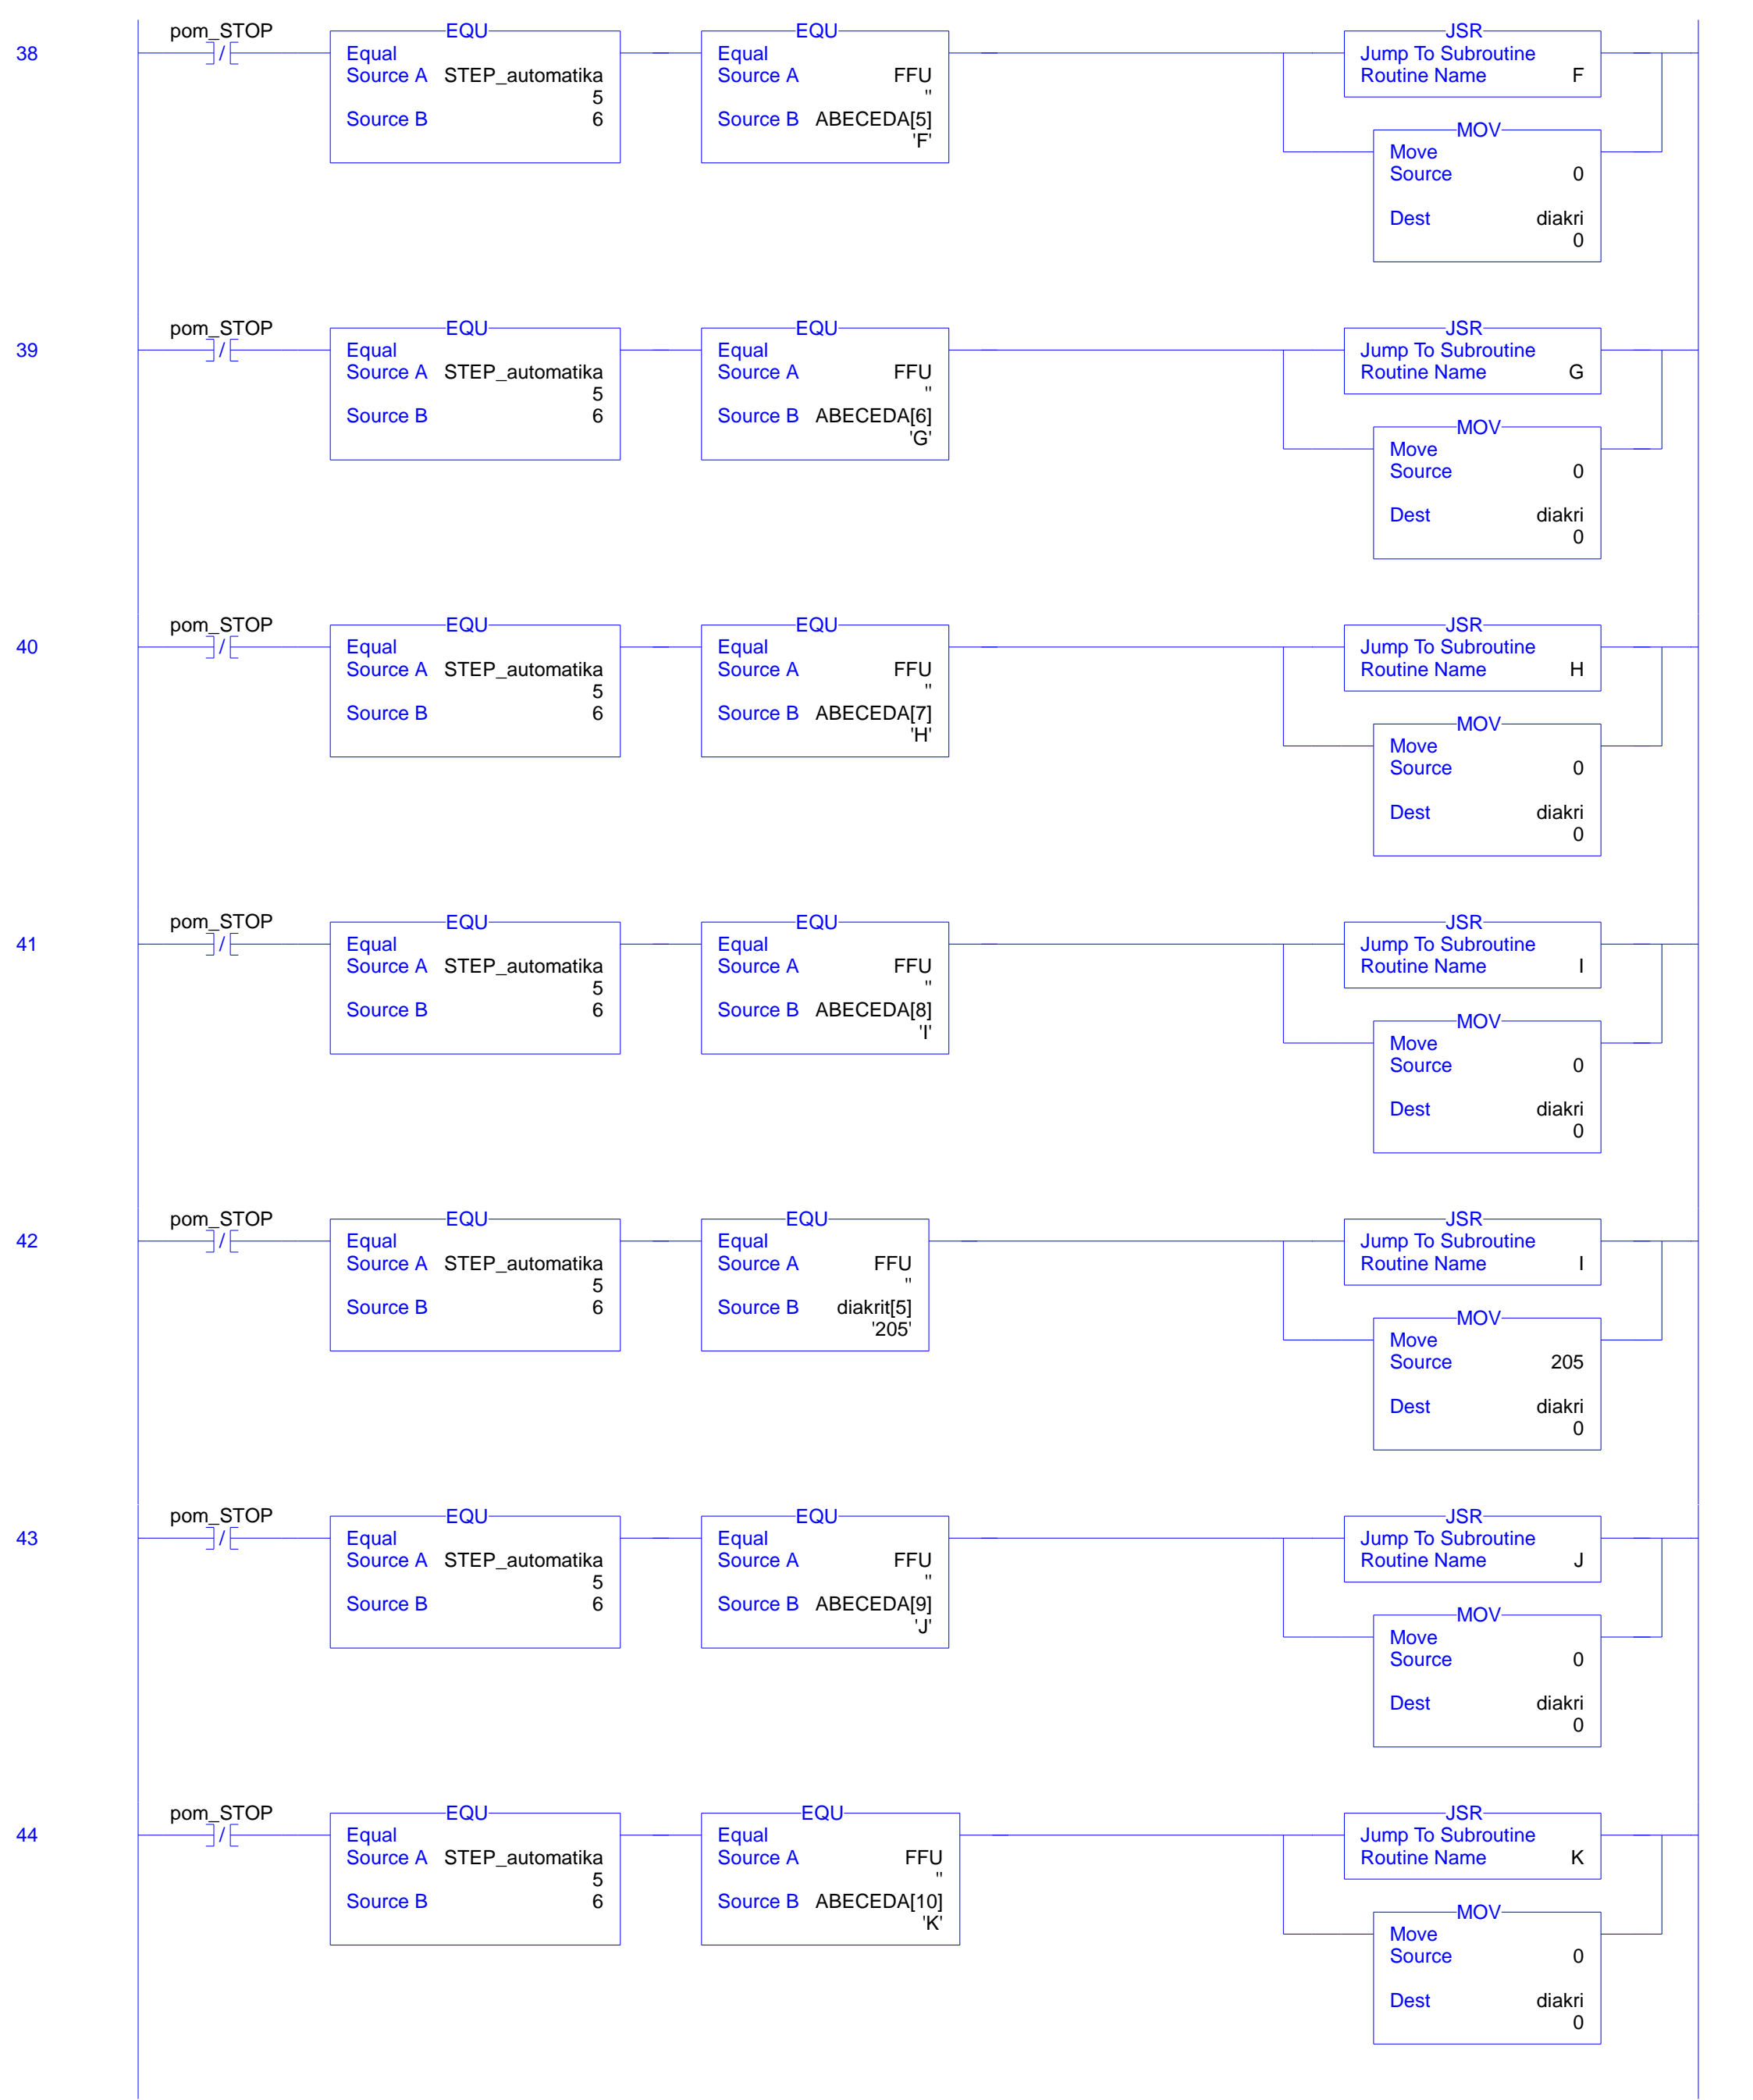 38
pom_STOP
EQU
Equal
Source A STEP_automatika
5
Source B 6
EQU
Equal
Source A FFU
''
Source B ABECEDA[5]
'F'
JSR
Jump To Subroutine
Routine Name F
MOV
Move
Source 0
Dest diakri
0
39
pom_STOP
EQU
Equal
Source A STEP_automatika
5
Source B 6
EQU
Equal
Source A FFU
''
Source B ABECEDA[6]
'G'
JSR
Jump To Subroutine
Routine Name G
MOV
Move
Source 0
Dest diakri
0
40
pom_STOP
EQU
Equal
Source A STEP_automatika
5
Source B 6
EQU
Equal
Source A FFU
''
Source B ABECEDA[7]
'H'
JSR
Jump To Subroutine
Routine Name H
MOV
Move
Source 0
Dest diakri
0
41
pom_STOP
EQU
Equal
Source A STEP_automatika
5
Source B 6
EQU
Equal
Source A FFU
''
Source B ABECEDA[8]
'I'
JSR
Jump To Subroutine
Routine Name I
MOV
Move
Source 0
Dest diakri
0
42
pom_STOP
EQU
Equal
Source A STEP_automatika
5
Source B 6
EQU
Equal
Source A FFU
''
Source B diakrit[5]
'205'
JSR
Jump To Subroutine
Routine Name I
MOV
Move
Source 205
Dest diakri
0
43
pom_STOP
EQU
Equal
Source A STEP_automatika
5
Source B 6
EQU
Equal
Source A FFU
''
Source B ABECEDA[9]
'J'
JSR
Jump To Subroutine
Routine Name J
MOV
Move
Source 0
Dest diakri
0
44
pom_STOP
EQU
Equal
Source A STEP_automatika
5
Source B 6
EQU
Equal
Source A FFU
''
Source B ABECEDA[10]
'K'
JSR
Jump To Subroutine
Routine Name K
MOV
Move
Source 0
Dest diakri
0